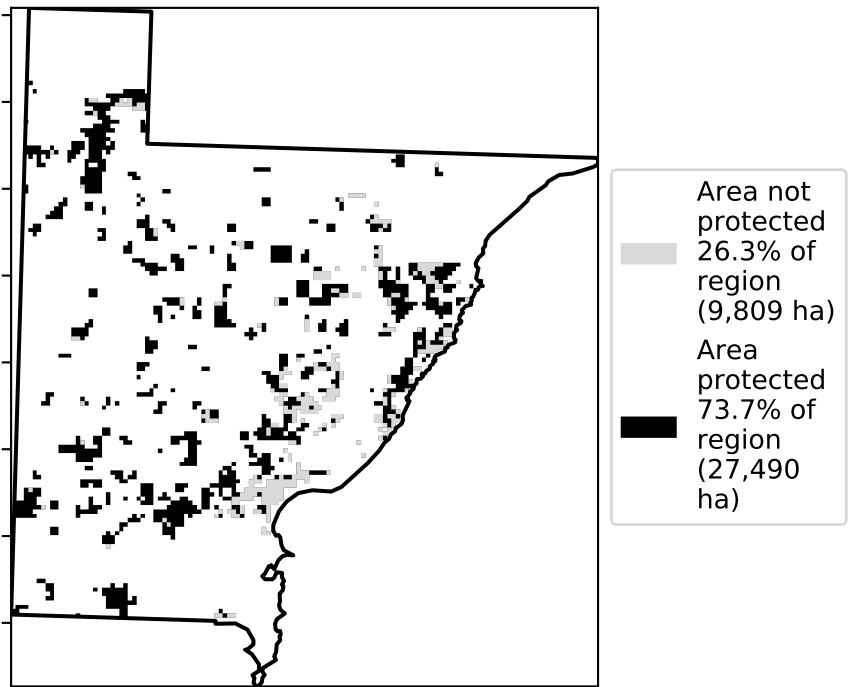 Area not
protected
26.3% of
region
(9,809 ha)
Area
protected
73.7% of
region
(27,490
ha)